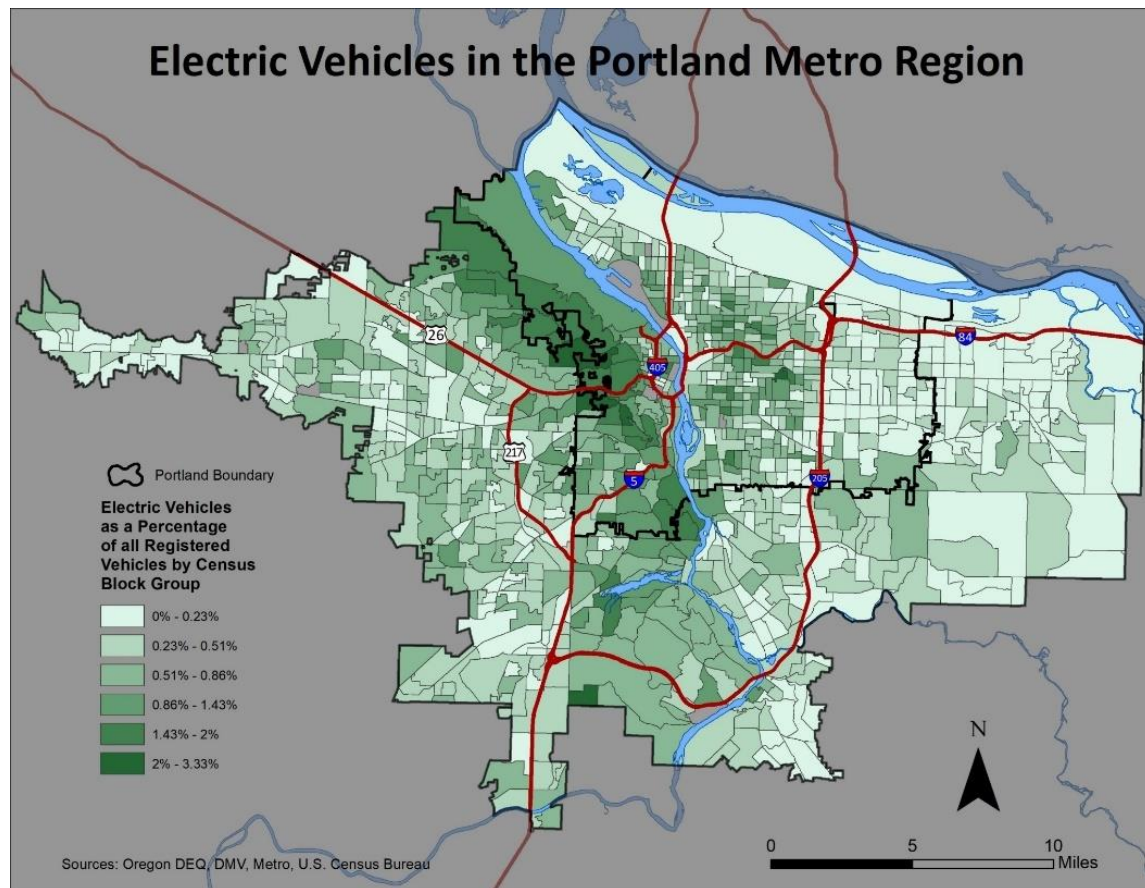 Electric Vehicles in the Portland Metro Region
26
405
84
217
5
205
Portland Boundary
Electric Vehicles
as a Percentage
of all Registered
Vehicles by Census
Block Group
0% - 0.23%
0.23% - 0.51%
0.51% - 0.86%
0.86% - 1.43%
1.43% - 2%
2% - 3.33%
N
0 5 10
Miles
Sources: Oregon DEQ, DMV, Metro, U.S. Census Bureau